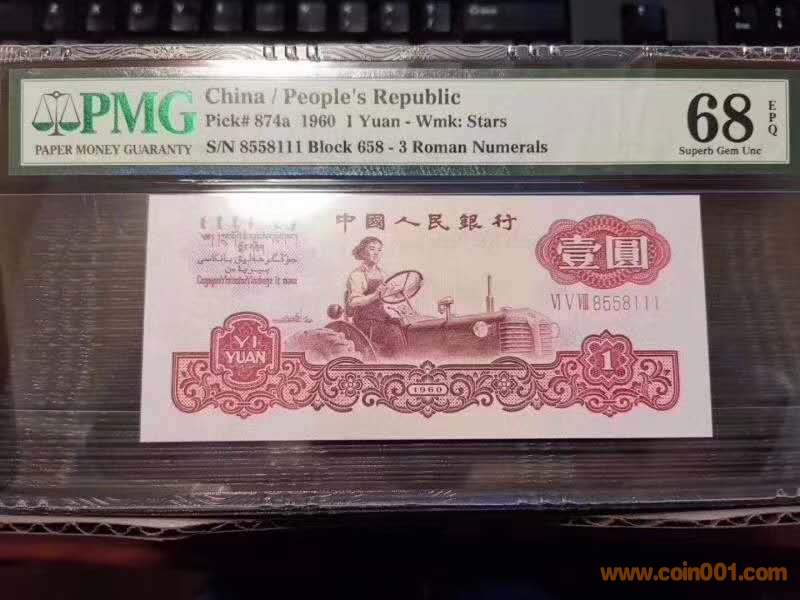 PMG
PAPER MONEY GUARANTY
China / People's Republic
Pick# 874a 1960 1 Yuan - Wmk: Stars
S/N 8558111 Block 658 - 3 Roman Numerals
68
EPQ
Superb Gem Unc
中國人民銀行
壹圓
VI V VIII 8558111
YI
YUAN
1960
1
www.coin001.com